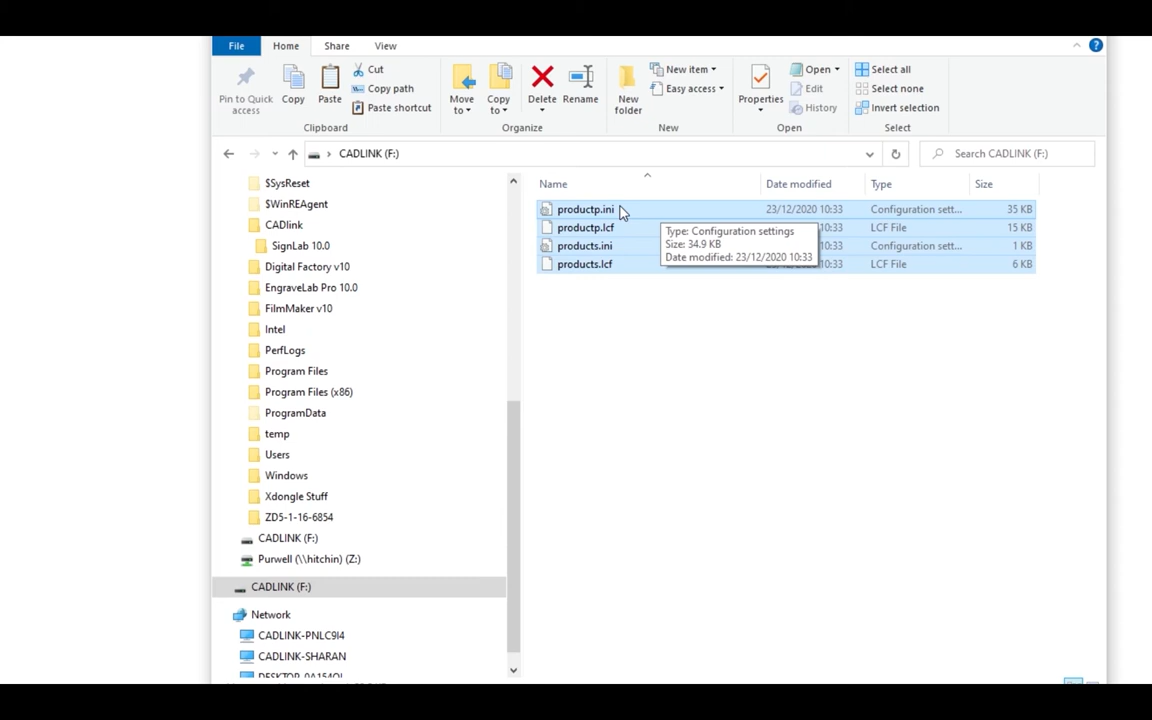 File Home Share View
Pin to Quick access
Copy
Paste
Cut
Copy path
Paste shortcut
Clipboard
Move to
Copy to
Delete
Rename
Organize
New folder
New item
Easy access
New
Properties
Open
Edit
History
Open
Select all
Select none
Invert selection
Select
CADLINK (F:)
Search CADLINK (F:)
$SysReset
$WinREAgent
CADlink
SignLab 10.0
Digital Factory v10
EngraveLab Pro 10.0
FilmMaker v10
Intel
PerfLogs
Program Files
Program Files (x86)
ProgramData
temp
Users
Windows
Xdongle Stuff
ZD5-1-16-6854
CADLINK (F:)
Purwell (\\hitchin) (Z:)
CADLINK (F:)
Network
CADLINK-PNLC9I4
CADLINK-SHARAN
Name Date modified Type Size
productp.ini 23/12/2020 10:33 Configuration sett... 35 KB
productp.lcf LCF File 15 KB
products.ini 10:33 Configuration sett... 1 KB
products.lcf 10:33 LCF File 6 KB
Type: Configuration settings
Size: 34.9 KB
Date modified: 23/12/2020 10:33